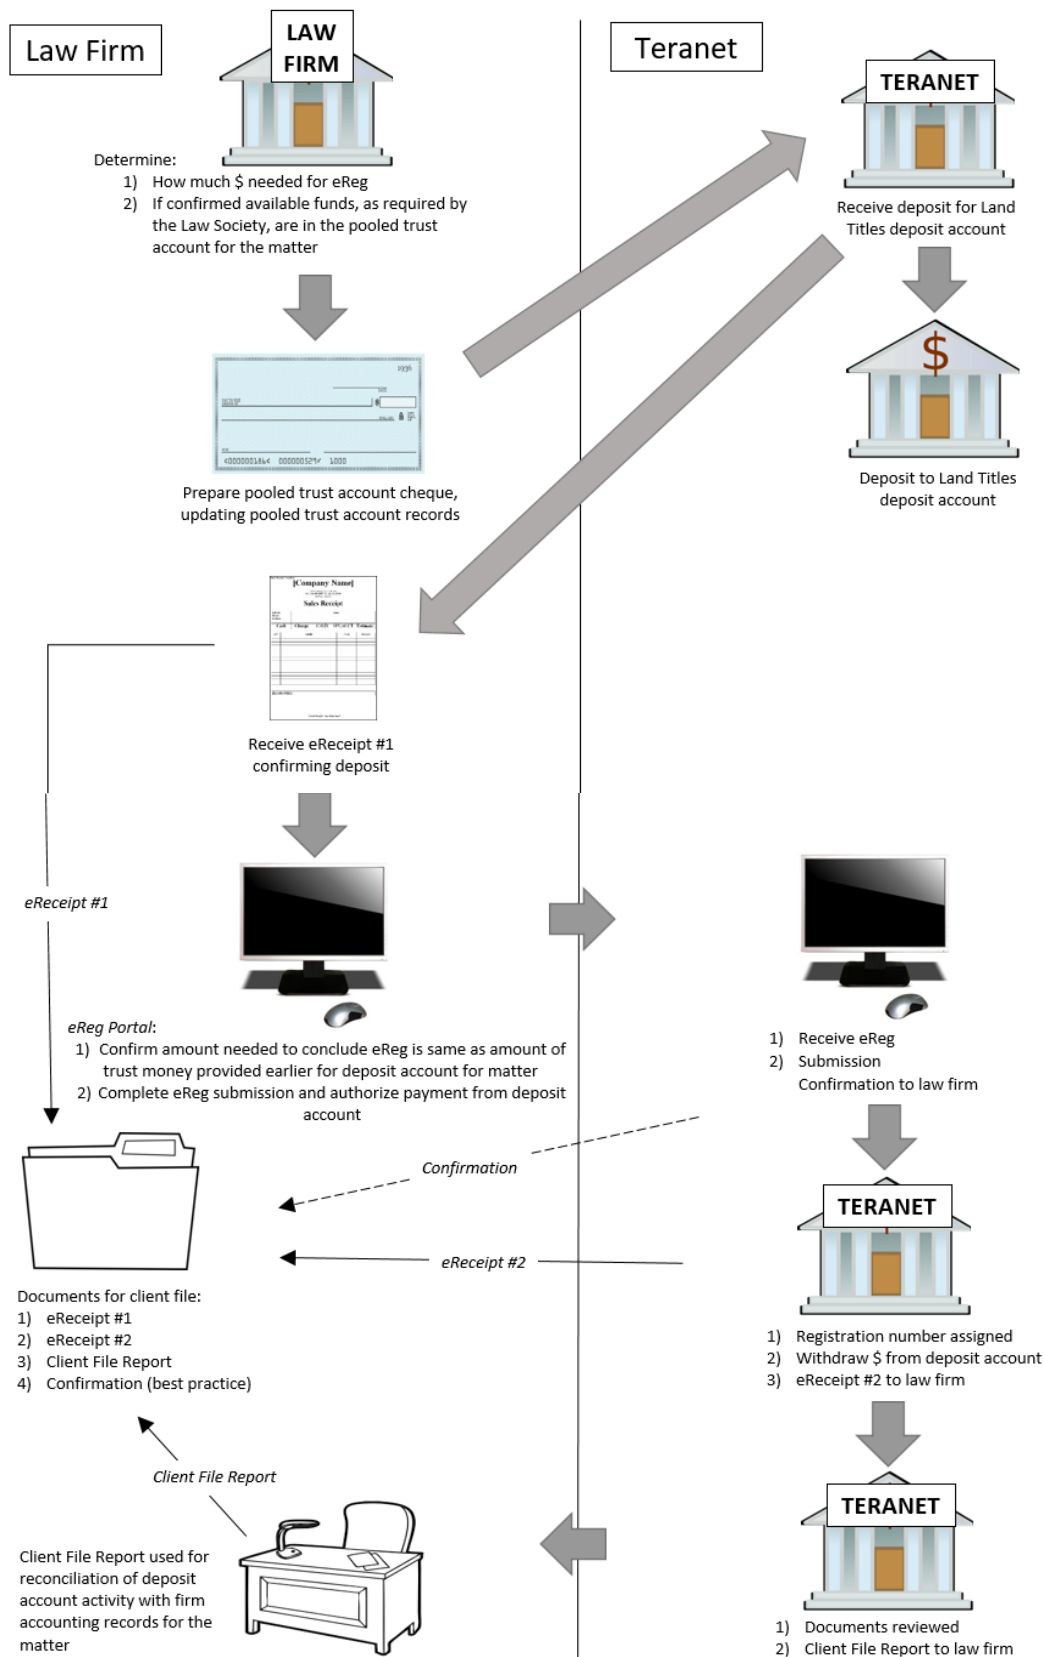 Law Firm
LAW
FIRM
Teranet
TERANET
Determine:
1) How much $ needed for eReg
2) If confirmed available funds, as required by
the Law Society, are in the pooled trust
account for the matter
Receive deposit for Land
Titles deposit account
1936
$
<0000001864< 000000529< 1000
$
Prepare pooled trust account cheque,
updating pooled trust account records
Deposit to Land Titles
deposit account
[Company Name]
Sales Receipt
Receive eReceipt #1
confirming deposit
eReceipt #1
eReg Portal:
1) Confirm amount needed to conclude eReg is same as amount of
trust money provided earlier for deposit account for matter
2) Complete eReg submission and authorize payment from deposit
account
1) Receive eReg
2) Submission
Confirmation to law firm
Confirmation
eReceipt #2
TERANET
Documents for client file:
1) eReceipt #1
2) eReceipt #2
3) Client File Report
4) Confirmation (best practice)
1) Registration number assigned
2) Withdraw $ from deposit account
3) eReceipt #2 to law firm
Client File Report
TERANET
Client File Report used for
reconciliation of deposit
account activity with firm
accounting records for the
matter
1) Documents reviewed
2) Client File Report to law firm